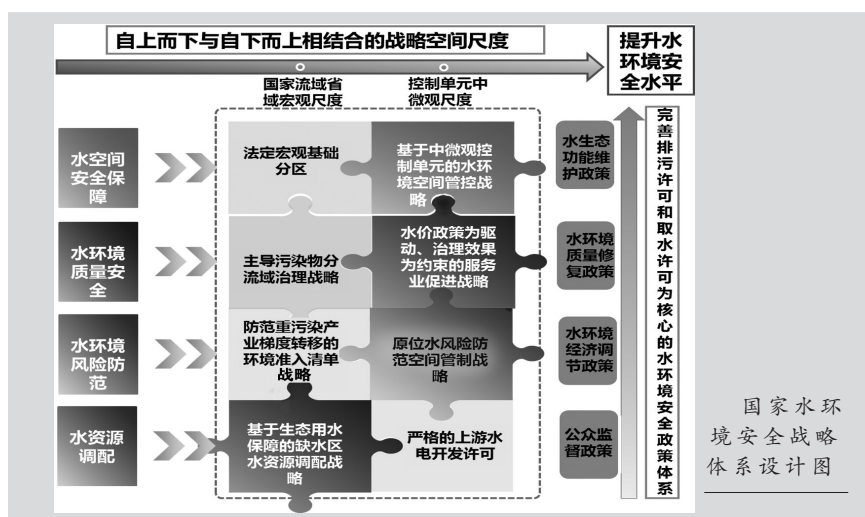 自上而下与自下而上相结合的战略空间尺度
提升水
环境安
全水平
国家流域省
域宏观尺度
控制单元中
微观尺度
水空间
安全保
障
法定宏观基础
分区
基于中微观控
制单元的水环
境空间管控战
略
水生态
功能维
护政策
水环境
质量安
全
主导污染物分
流域治理战略
水价政策为驱
动、治理效果
为约束的服务
业促进战略
水环境
质量修
复政策
水环境
风险防
范
防范重污染产
业梯度转移的
环境准入清单
战略
原位水风险防
范空间管制战
略
水环境
经济调
节政策
水资源
调配
基于生态用水
保障的缺水区
水资源调配战
略
严格的上游水
电开发许可
公众监
督政策
完善排污许可和取水许可为核心的水环境安全政策体系
国家水环
境安全战略
体系设计图